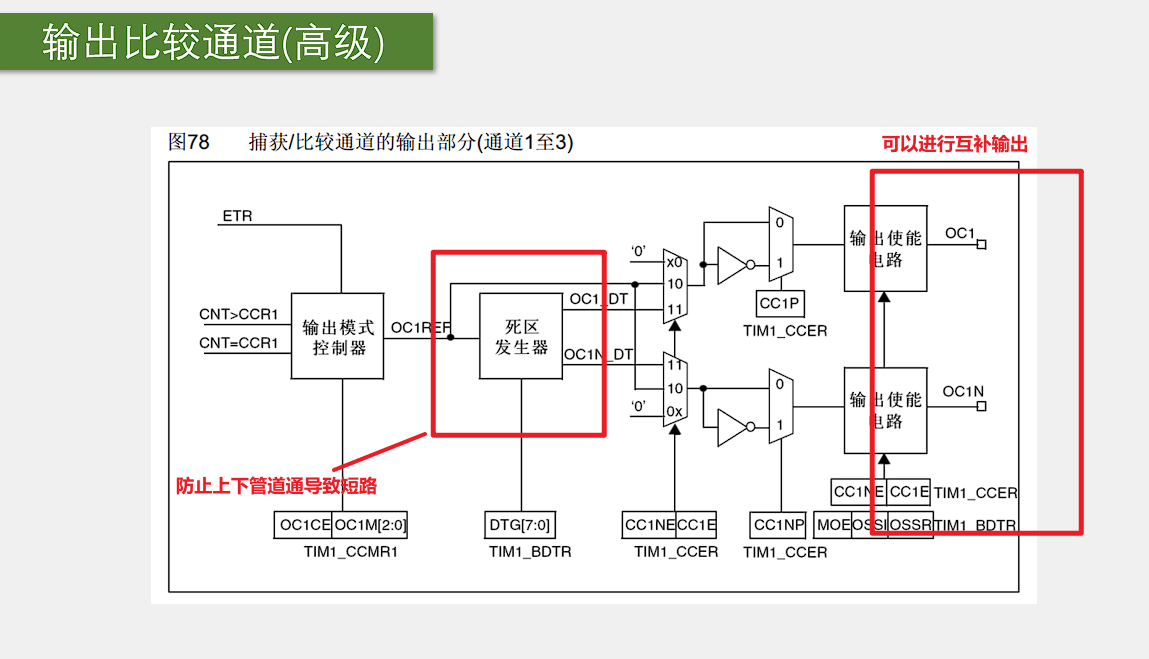 输出比较通道(高级)
图78 捕获/比较通道的输出部分(通道1至3)
可以进行互补输出
ETR
CNT>CCR1
CNT=CCR1
输出模式
控制器
OC1REF
死区
发生器
OC1_DT
OC1N_DT
'0'
x0
10
11
11
10
0x
'0'
0
1
CC1P
TIM1_CCER
0
1
输出使能
电路
OC1
输出使能
电路
OC1N
防止上下管道通导致短路
OC1CE OC1M[2:0]
TIM1_CCMR1
DTG[7:0]
TIM1_BDTR
CC1NE CC1E
TIM1_CCER
CC1NP
TIM1_CCER
CC1NE CC1E TIM1_CCER
MOE OSSI OSSR TIM1_BDTR